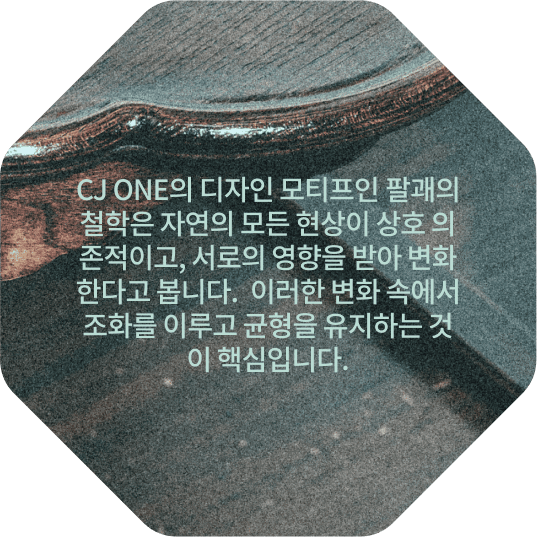 CJ ONE의 디자인 모티프인 팔괘의
철학은 자연의 모든 현상이 상호 의
존적이고, 서로의 영향을 받아 변화
한다고 봅니다.  이러한 변화 속에서
조화를 이루고 균형을 유지하는 것
이 핵심입니다.